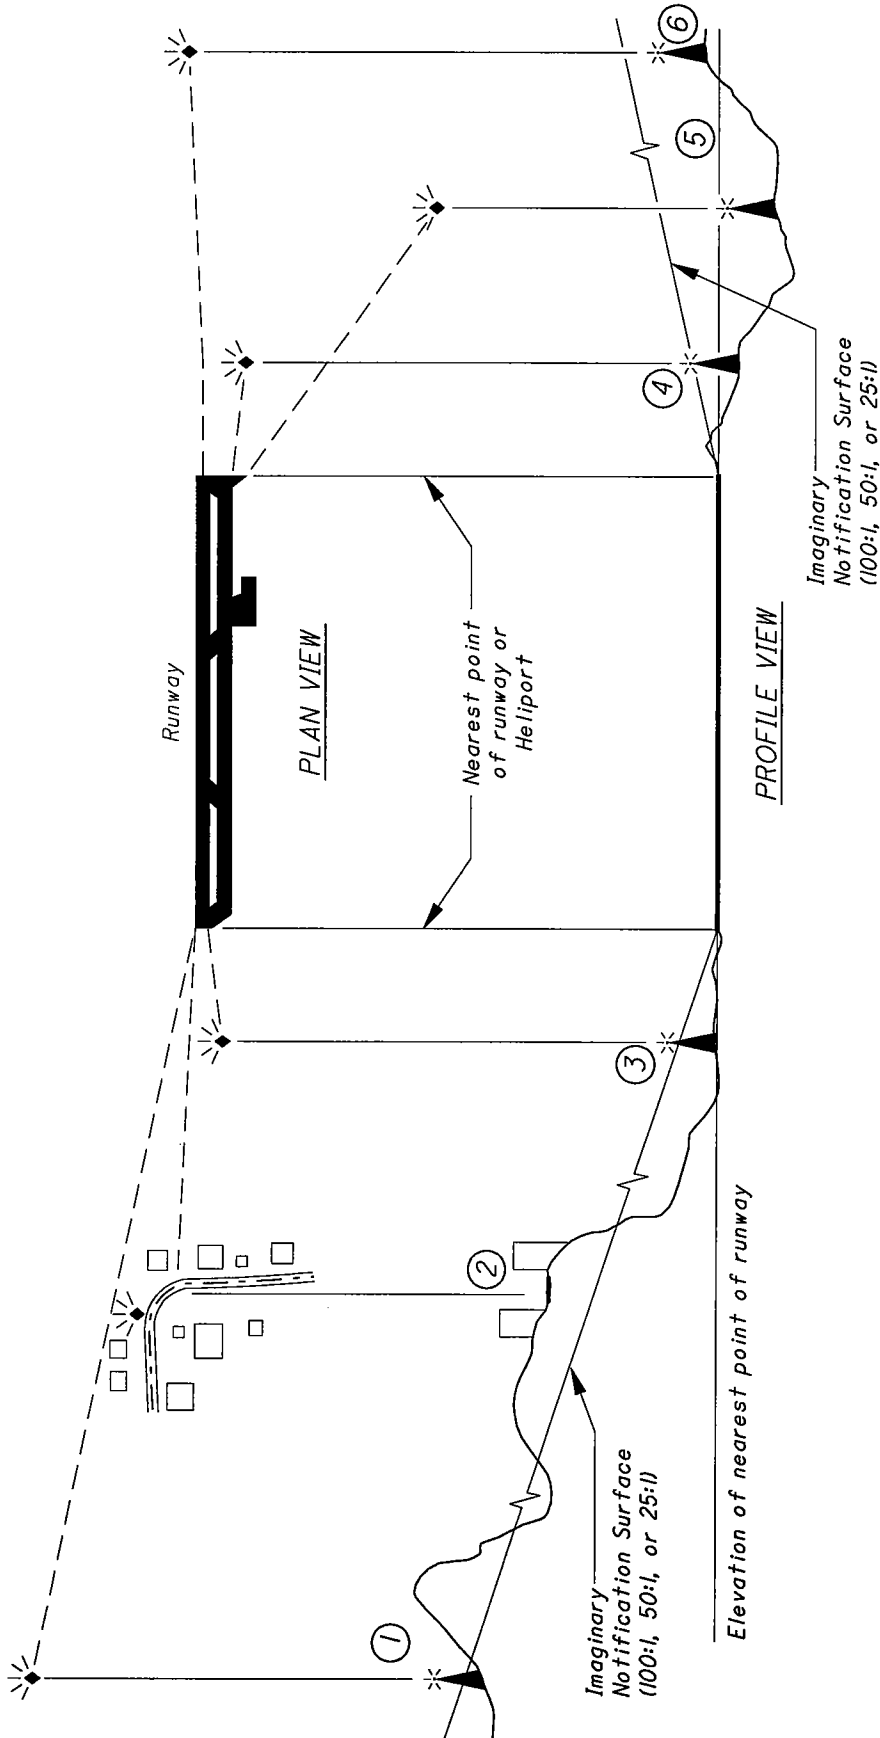 Runway
PLAN VIEW
Nearest point
of runway or
Heliport
1
2
3
4
5
6
Imaginary
Notification Surface
(100:1, 50:1, or 25:1)
Elevation of nearest point of runway
PROFILE VIEW
Imaginary
Notification Surface
(100:1, 50:1, or 25:1)